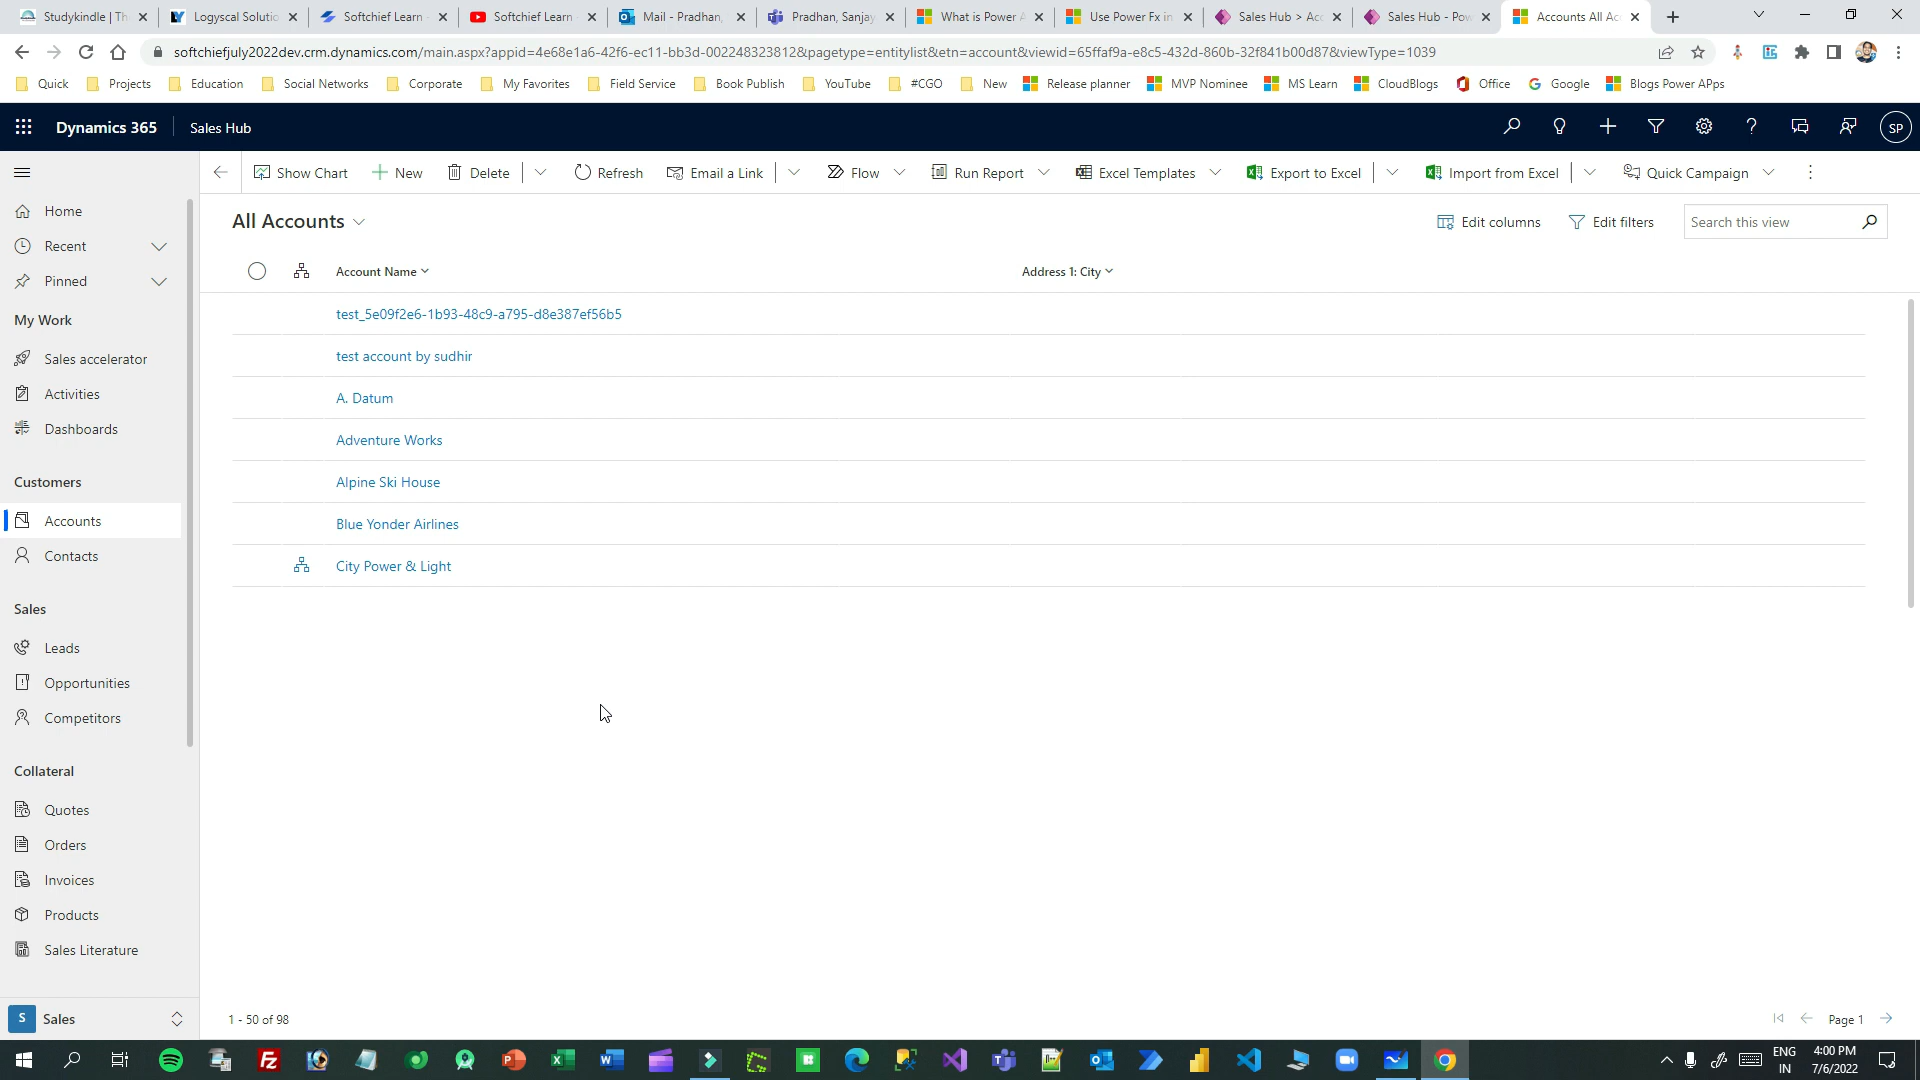 Studykindle | Th
Logyscal Solutio
Softchief Learn
Softchief Learn
Mail - Pradhan,
Pradhan, Sanjay
What is Power A
Use Power Fx in
Sales Hub > Acc
Sales Hub - Pow
Accounts All Ac
softchiefjuly2022dev.crm.dynamics.com/main.aspx?appid=4e68e1a6-42f6-ec11-bb3d-002248323812&pagetype=entitylist&etn=account&viewid=65ffaf9a-e8c5-432d-860b-32f841b00d87&viewType=1039
Quick
Projects
Education
Social Networks
Corporate
My Favorites
Field Service
Book Publish
YouTube
#CGO
New
Release planner
MVP Nominee
MS Learn
CloudBlogs
Office
Google
Blogs Power APps
Dynamics 365
Sales Hub
SP
Show Chart
New
Delete
Refresh
Email a Link
Flow
Run Report
Excel Templates
Export to Excel
Import from Excel
Quick Campaign
Home
Recent
Pinned
My Work
Sales accelerator
Activities
Dashboards
Customers
Accounts
Contacts
Sales
Leads
Opportunities
Competitors
Collateral
Quotes
Orders
Invoices
Products
Sales Literature
S Sales
All Accounts
Edit columns
Edit filters
Search this view
Account Name
Address 1: City
test_5e09f2e6-1b93-48c9-a795-d8e387ef56b5
test account by sudhir
A. Datum
Adventure Works
Alpine Ski House
Blue Yonder Airlines
City Power & Light
1 - 50 of 98
Page 1
ENG
IN
4:00 PM
7/6/2022